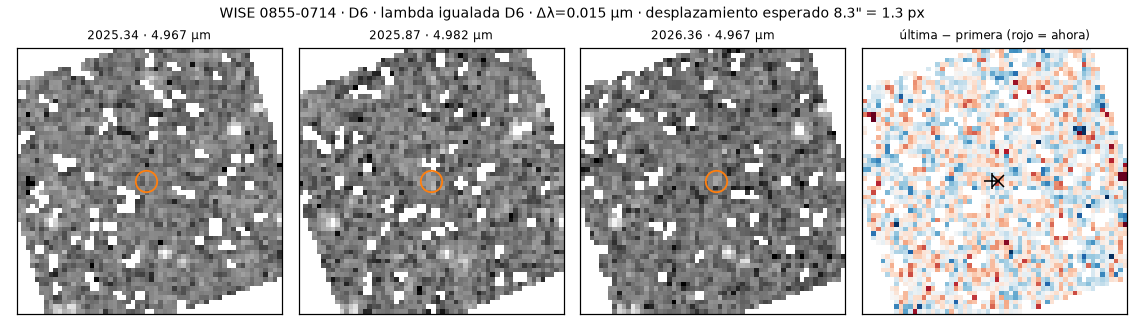 WISE 0855-0714 · D6 · lambda igualada D6 · Δλ=0.015 µm · desplazamiento esperado 8.3" = 1.3 px
2025.34 · 4.967 µm
2025.87 · 4.982 µm
2026.36 · 4.967 µm
última − primera (rojo = ahora)